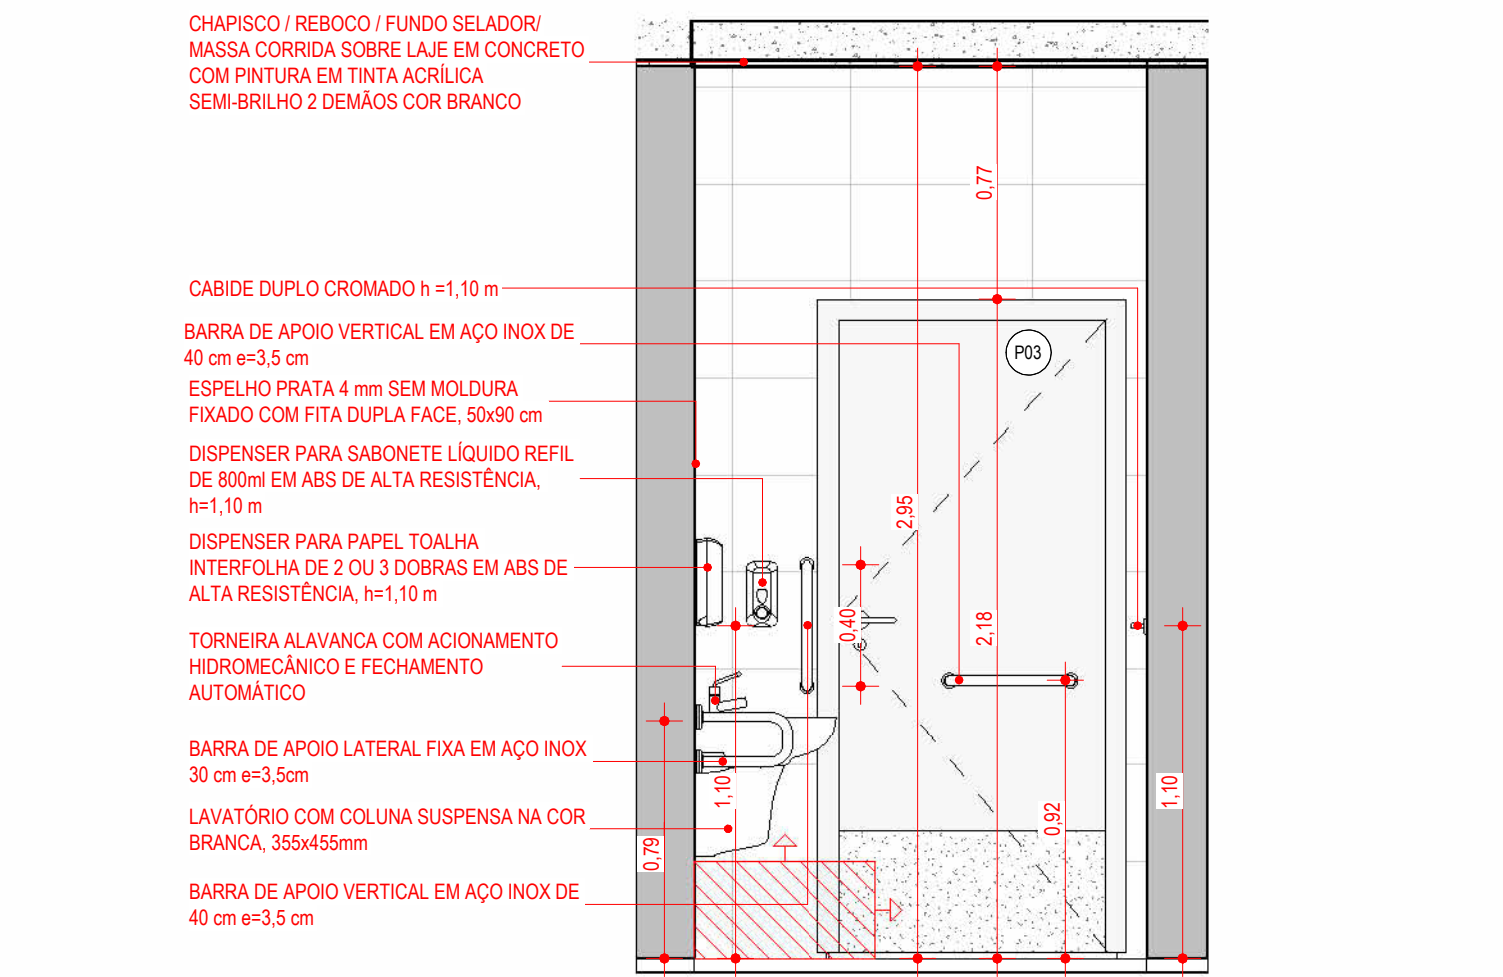 CHAPISCO / REBOCO / FUNDO SELADOR/
MASSA CORRIDA SOBRE LAJE EM CONCRETO
COM PINTURA EM TINTA ACRÍLICA
SEMI-BRILHO 2 DEMÃOS COR BRANCO
0,77
CABIDE DUPLO CROMADO h =1,10 m
BARRA DE APOIO VERTICAL EM AÇO INOX DE
40 cm e=3,5 cm
P03
ESPELHO PRATA 4 mm SEM MOLDURA
FIXADO COM FITA DUPLA FACE, 50x90 cm
DISPENSER PARA SABONETE LÍQUIDO REFIL
DE 800ml EM ABS DE ALTA RESISTÊNCIA,
h=1,10 m
2,95
DISPENSER PARA PAPEL TOALHA
INTERFOLHA DE 2 OU 3 DOBRAS EM ABS DE
ALTA RESISTÊNCIA, h=1,10 m
0,40
2,18
TORNEIRA ALAVANCA COM ACIONAMENTO
HIDROMECÂNICO E FECHAMENTO
AUTOMÁTICO
BARRA DE APOIO LATERAL FIXA EM AÇO INOX
30 cm e=3,5cm
1,10
1,10
LAVATÓRIO COM COLUNA SUSPENSA NA COR
BRANCA, 355x455mm
0,92
0,79
BARRA DE APOIO VERTICAL EM AÇO INOX DE
40 cm e=3,5 cm